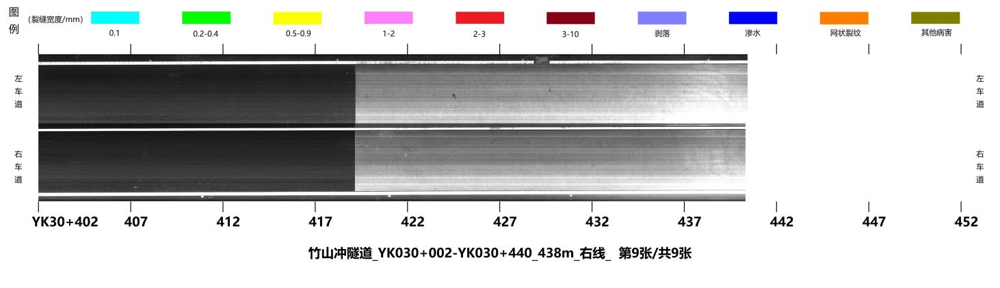 图例
(裂缝宽度/mm)
0.1 0.2-0.4 0.5-0.9 1-2 2-3 3-10 剥落 渗水 网状裂纹 其他病害
左车道 左车道
右车道 右车道
YK30+402 407 412 417 422 427 432 437 442 447 452
竹山冲隧道_YK030+002-YK030+440_438m_右线_ 第9张/共9张